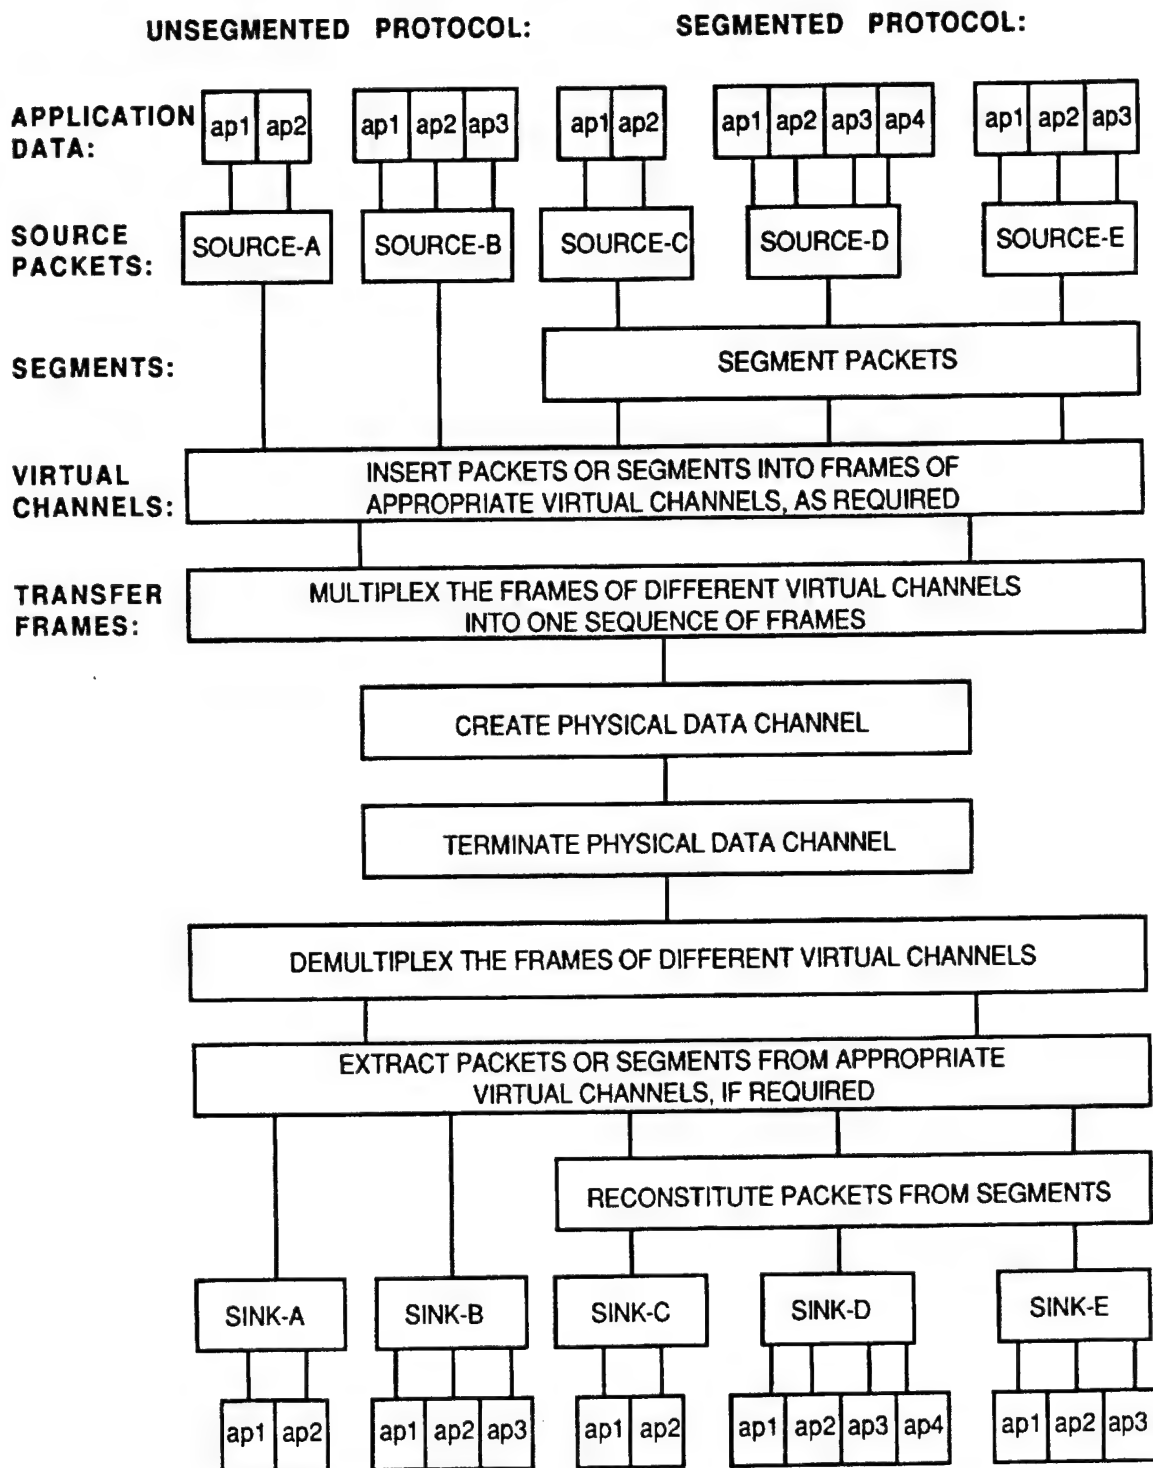 UNSEGMENTED PROTOCOL: SEGMENTED PROTOCOL:
APPLICATION DATA:
ap1 ap2 ap1 ap2 ap3 ap1 ap2 ap1 ap2 ap3 ap4 ap1 ap2 ap3
SOURCE PACKETS:
SOURCE-A SOURCE-B SOURCE-C SOURCE-D SOURCE-E
SEGMENTS:
SEGMENT PACKETS
VIRTUAL CHANNELS:
INSERT PACKETS OR SEGMENTS INTO FRAMES OF
APPROPRIATE VIRTUAL CHANNELS, AS REQUIRED
TRANSFER FRAMES:
MULTIPLEX THE FRAMES OF DIFFERENT VIRTUAL CHANNELS
INTO ONE SEQUENCE OF FRAMES
CREATE PHYSICAL DATA CHANNEL
TERMINATE PHYSICAL DATA CHANNEL
DEMULTIPLEX THE FRAMES OF DIFFERENT VIRTUAL CHANNELS
EXTRACT PACKETS OR SEGMENTS FROM APPROPRIATE
VIRTUAL CHANNELS, IF REQUIRED
RECONSTITUTE PACKETS FROM SEGMENTS
SINK-A SINK-B SINK-C SINK-D SINK-E
ap1 ap2 ap1 ap2 ap3 ap1 ap2 ap1 ap2 ap3 ap4 ap1 ap2 ap3